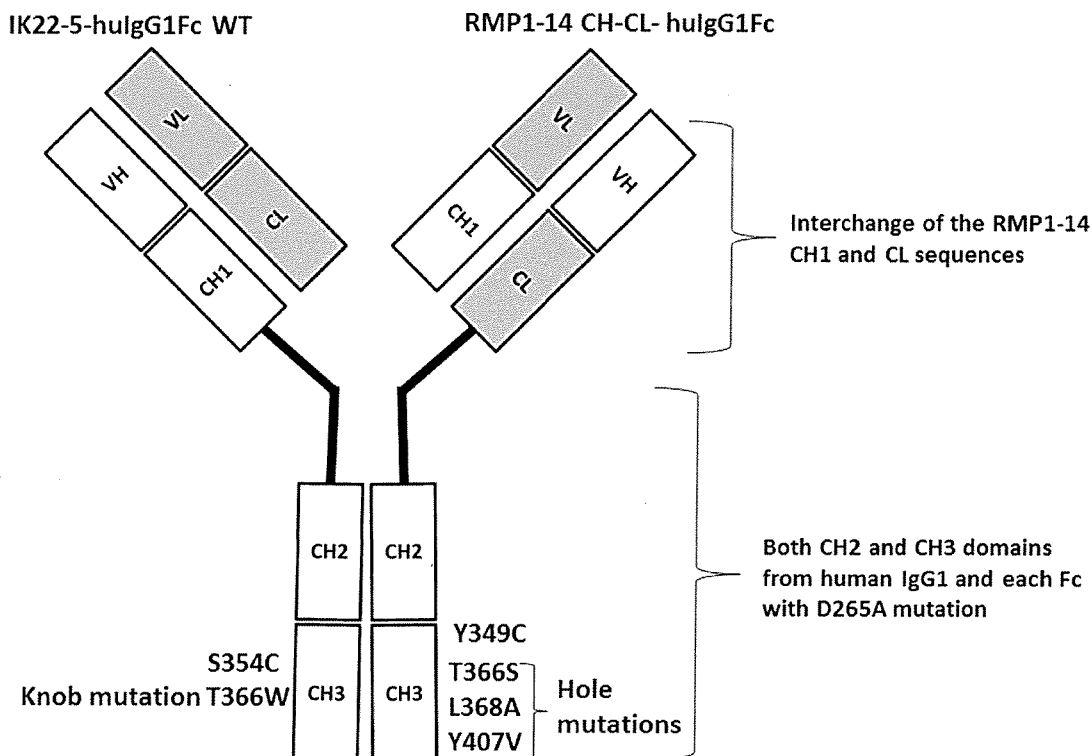 IK22-5-huIgG1Fc WT
RMP1-14 CH-CL- huIgG1Fc
VL
VH
CL
CH1
VL
VH
CH1
CL
Interchange of the RMP1-14
CH1 and CL sequences
CH2
CH2
Both CH2 and CH3 domains
from human IgG1 and each Fc
with D265A mutation
S354C
Knob mutation T366W
CH3
CH3
Y349C
T366S
L368A
Y407V
Hole
mutations